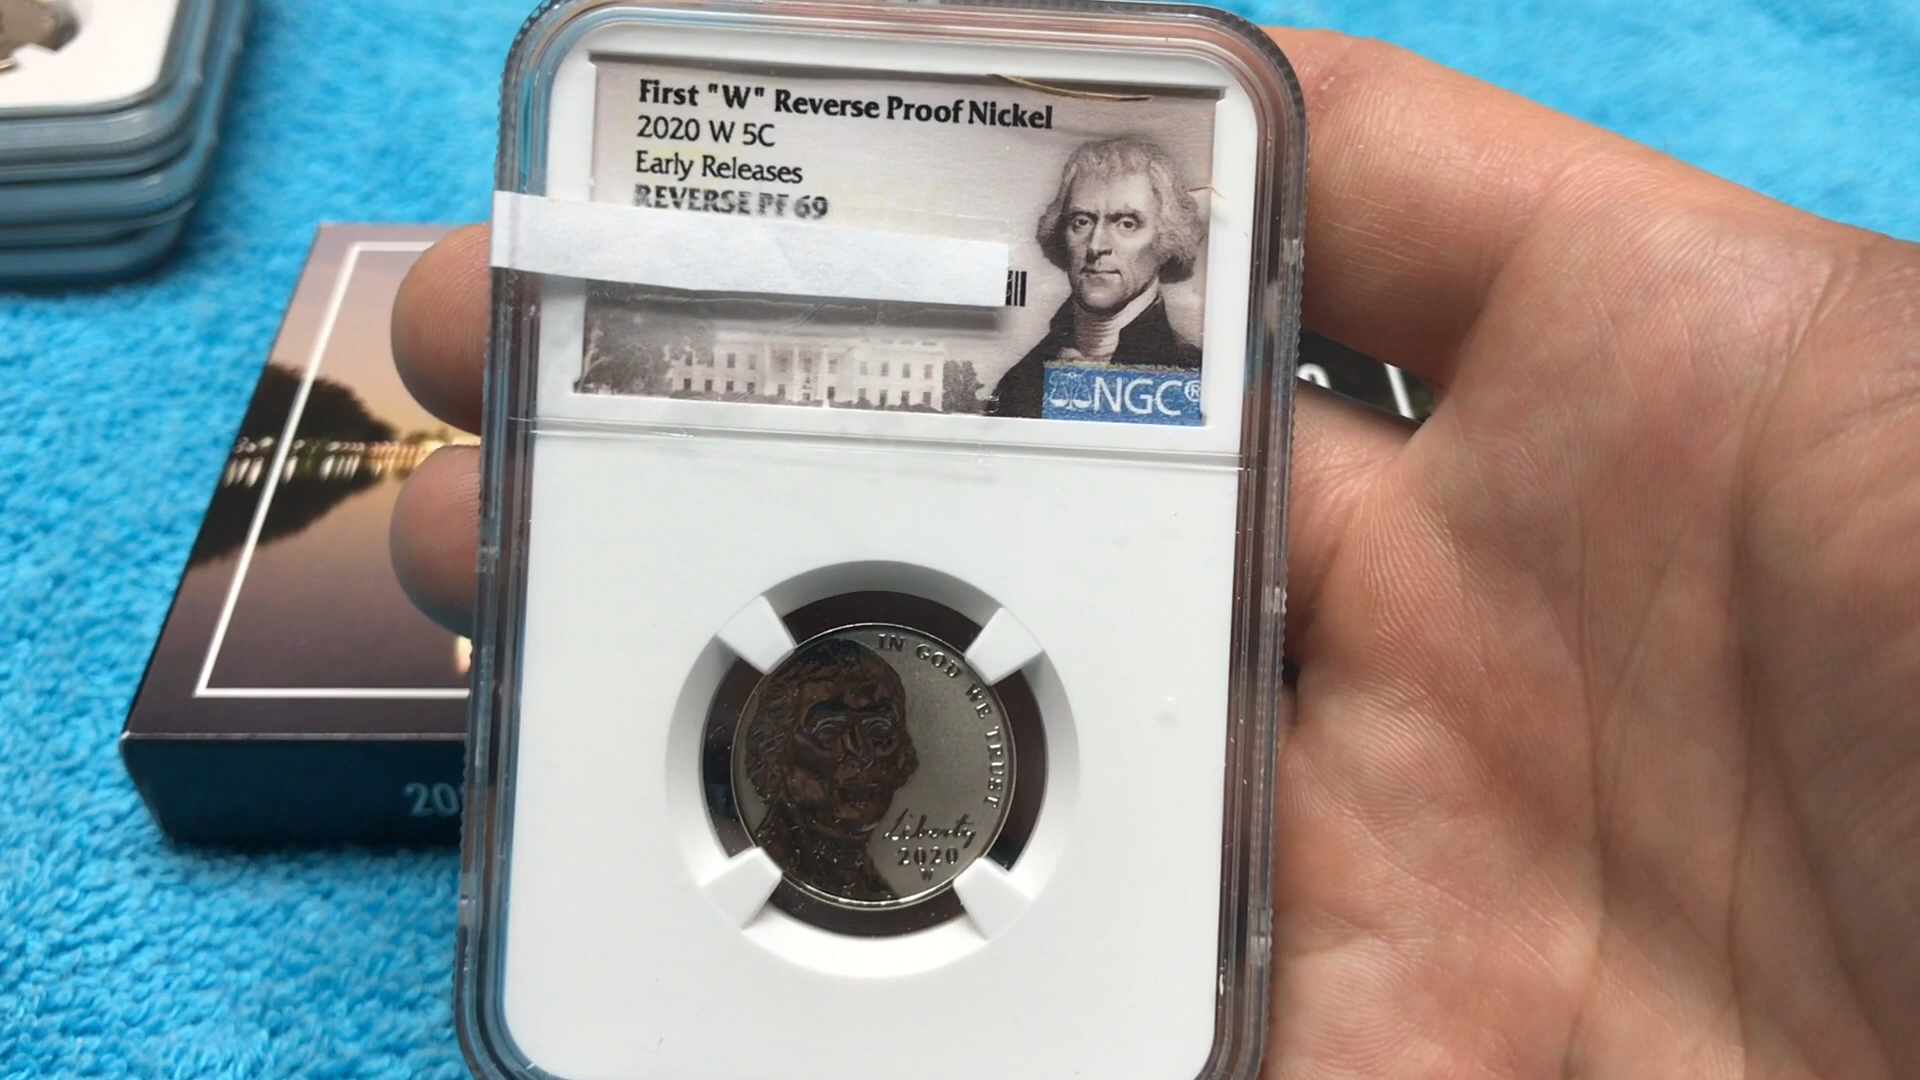 First "W" Reverse Proof Nickel
2020 W 5C
Early Releases
REVERSE PF 69
NGC®
IN GOD WE TRUST
Liberty
2020
W